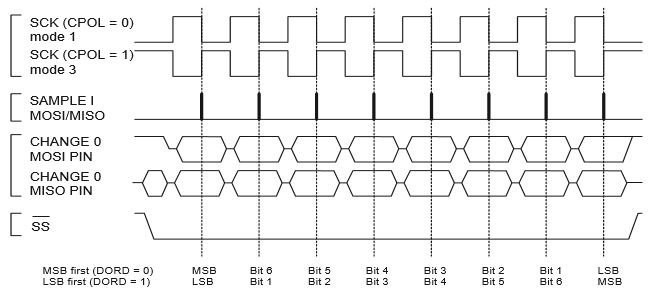 SCK (CPOL = 0)
mode 1
SCK (CPOL = 1)
mode 3
SAMPLE I
MOSI/MISO
CHANGE 0
MOSI PIN
CHANGE 0
MISO PIN
SS
MSB first (DORD = 0) MSB Bit 6 Bit 5 Bit 4 Bit 3 Bit 2 Bit 1 LSB
LSB first (DORD = 1) LSB Bit 1 Bit 2 Bit 3 Bit 4 Bit 5 Bit 6 MSB